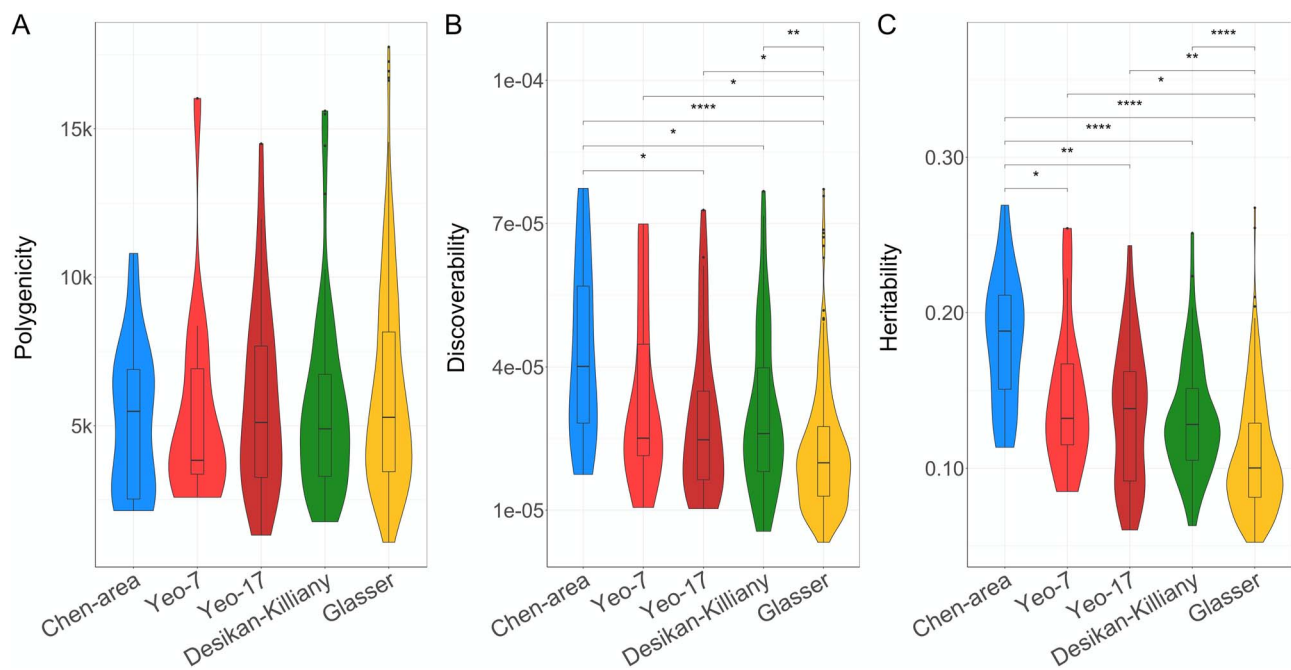 A
Polygenicity
15k
10k
5k
Chen-area
Yeo-7
Yeo-17
Desikan-Killiany
Glasser
B
Discoverability
1e-04
7e-05
4e-05
1e-05
**
*
*
****
*
*
Chen-area
Yeo-7
Yeo-17
Desikan-Killiany
Glasser
C
Heritability
0.30
0.20
0.10
****
**
*
****
****
**
*
Chen-area
Yeo-7
Yeo-17
Desikan-Killiany
Glasser